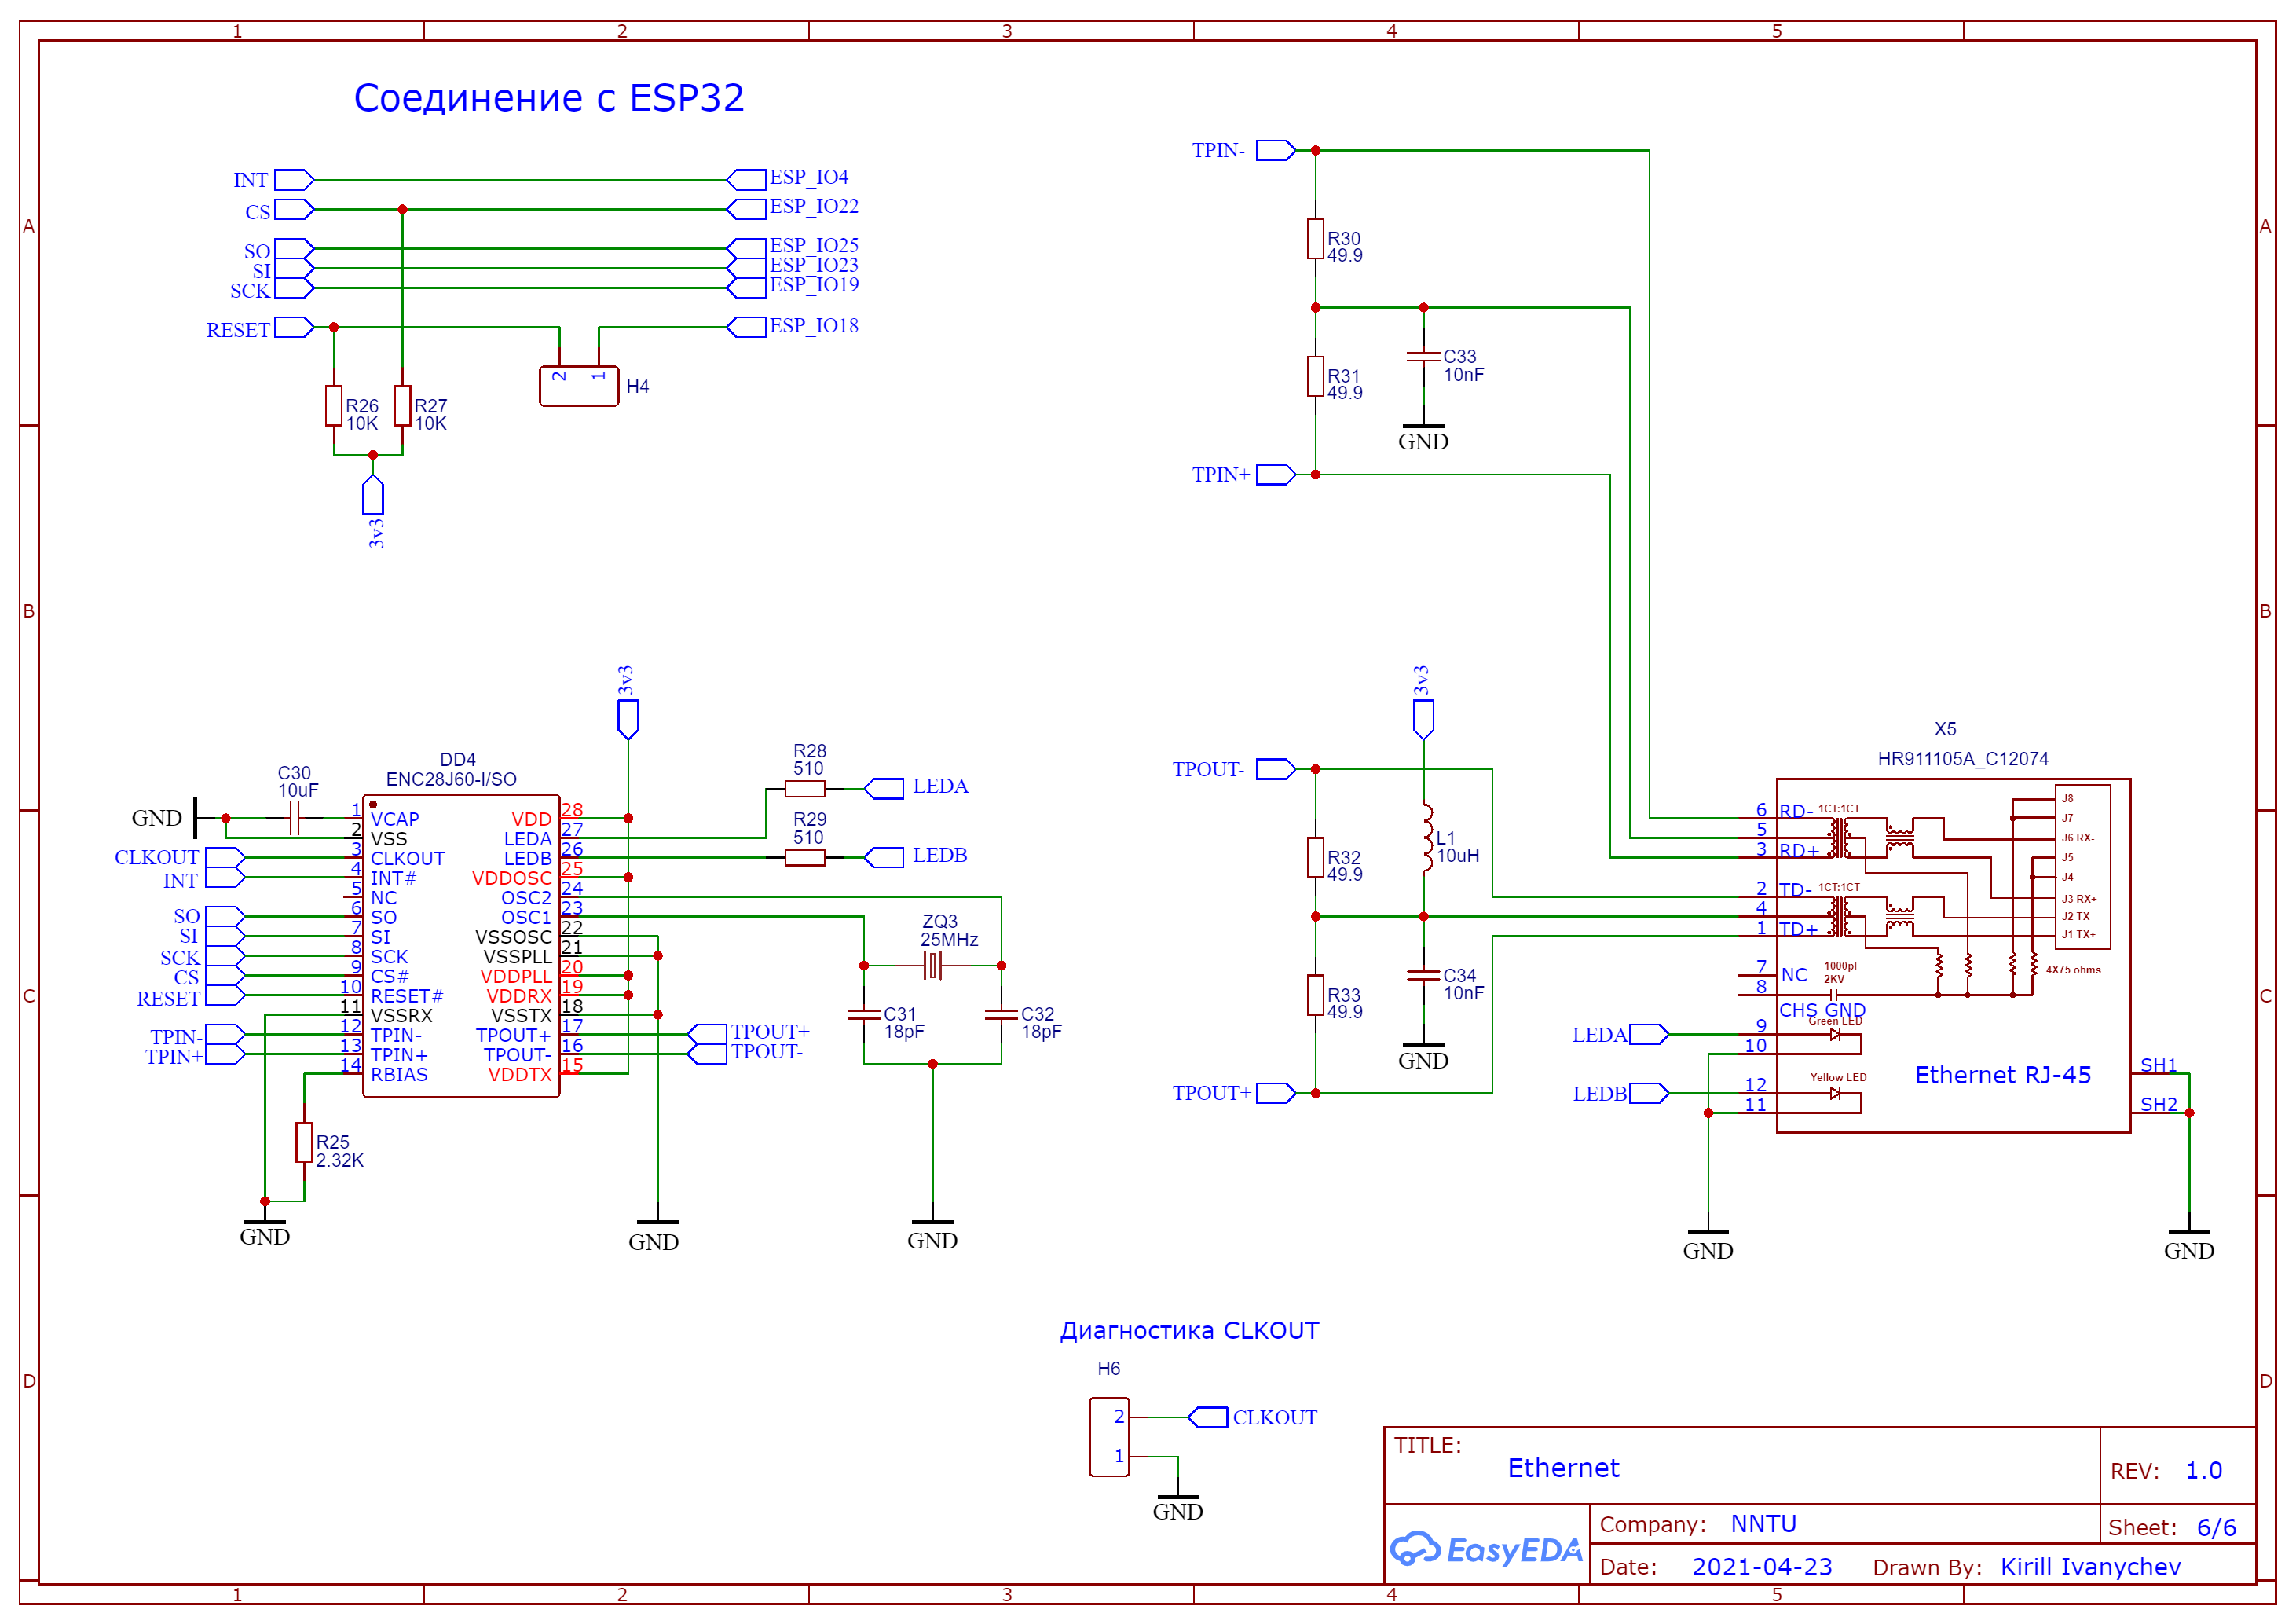 1 2 3 4 5
A
B
C
D
A
B
C
D
Соединение с ESP32
INT ESP_IO4
CS ESP_IO22
SO ESP_IO25
SI ESP_IO23
SCK ESP_IO19
RESET ESP_IO18
2 1
H4
R26
10K
R27
10K
3v3
TPIN-
R30
49.9
R31
49.9
C33
10nF
GND
TPIN+
3v3
DD4
ENC28J60-I/SO
C30
10uF
GND
CLKOUT
INT
SO
SI
SCK
CS
RESET
TPIN-
TPIN+
1 VCAP
2 VSS
3 CLKOUT
4 INT#
5 NC
6 SO
7 SI
8 SCK
9 CS#
10 RESET#
11 VSSRX
12 TPIN-
13 TPIN+
14 RBIAS
VDD 28
LEDA 27
LEDB 26
VDDOSC 25
OSC2 24
OSC1 23
VSSOSC 22
VSSPLL 21
VDDPLL 20
VDDRX 19
VSSTX 18
TPOUT+ 17
TPOUT- 16
VDDTX 15
R28
510
LEDA
R29
510
LEDB
ZQ3
25MHz
C31
18pF
C32
18pF
TPOUT+
TPOUT-
R25
2.32K
GND
GND
GND
3v3
TPOUT-
R32
49.9
L1
10uH
R33
49.9
C34
10nF
GND
TPOUT+
X5
HR911105A_C12074
6 RD- 1CT:1CT
5
3 RD+
2 TD- 1CT:1CT
4
1 TD+
7 NC
8
1000pF
2KV
CHS GND
9
Green LED
10
12
Yellow LED
11
J8
J7
J6 RX-
J5
J4
J3 RX+
J2 TX-
J1 TX+
4X75 ohms
LEDA
LEDB
Ethernet RJ-45
SH1
SH2
GND
GND
Диагностика CLKOUT
H6
2 CLKOUT
1
GND
TITLE:
Ethernet
REV: 1.0
EasyEDA
Company: NNTU
Sheet: 6/6
Date: 2021-04-23 Drawn By: Kirill Ivanychev
1 2 3 4 5